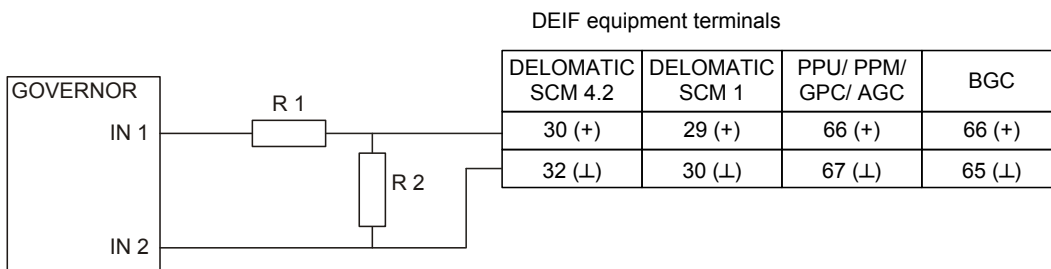 DEIF equipment terminals
GOVERNOR
IN 1
IN 2
R 1
R 2
DELOMATIC SCM 4.2
DELOMATIC SCM 1
PPU/ PPM/ GPC/ AGC
BGC
30 (+)
29 (+)
66 (+)
66 (+)
32 (⊥)
30 (⊥)
67 (⊥)
65 (⊥)